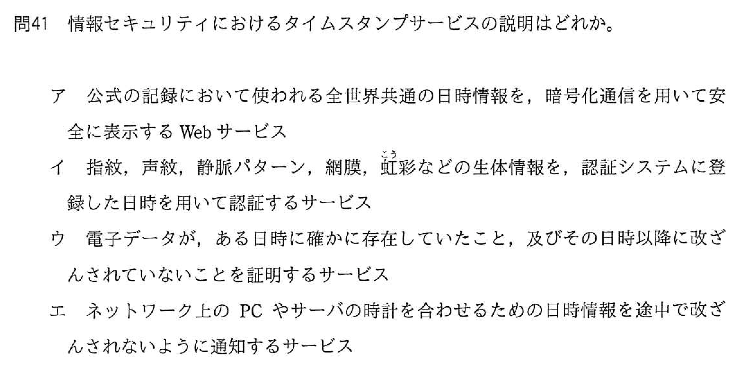 問41 情報セキュリティにおけるタイムスタンプサービスの説明はどれか。
ア 公式の記録において使われる全世界共通の日時情報を，暗号化通信を用いて安
全に表示する Web サービス
イ 指紋，声紋，静脈パターン，網膜，虹彩などの生体情報を，認証システムに登
録した日時を用いて認証するサービス
ウ 電子データが，ある日時に確かに存在していたこと，及びその日時以降に改ざ
んされていないことを証明するサービス
エ ネットワーク上の PC やサーバの時計を合わせるための日時情報を途中で改ざ
んされないように通知するサービス